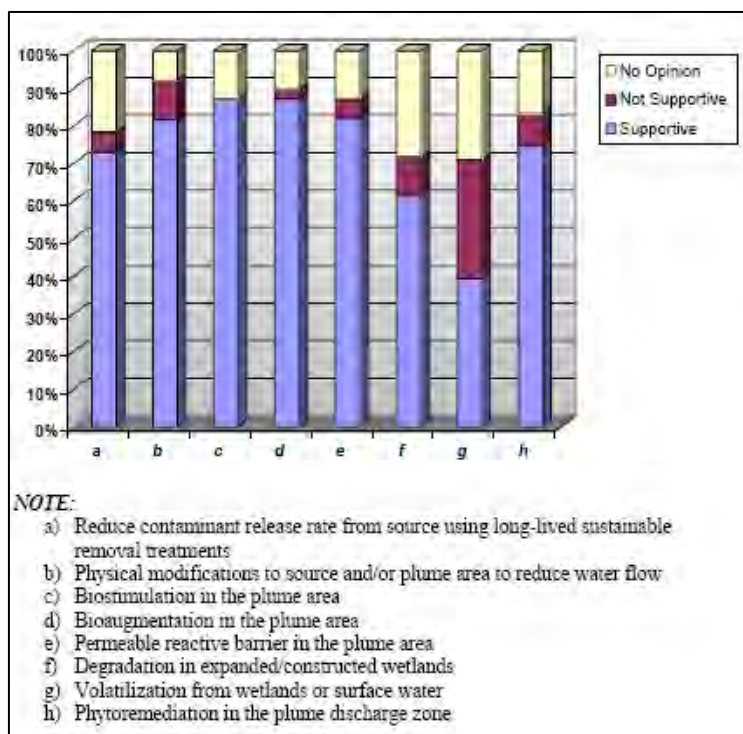 100%
90%
80%
70%
60%
50%
40%
30%
20%
10%
0%
a b c d e f g h
No Opinion
Not Supportive
Supportive
NOTE:
a) Reduce contaminant release rate from source using long-lived sustainable
removal treatments
b) Physical modifications to source and/or plume area to reduce water flow
c) Biostimulation in the plume area
d) Bioaugmentation in the plume area
e) Permeable reactive barrier in the plume area
f) Degradation in expanded/constructed wetlands
g) Volatilization from wetlands or surface water
h) Phytoremediation in the plume discharge zone